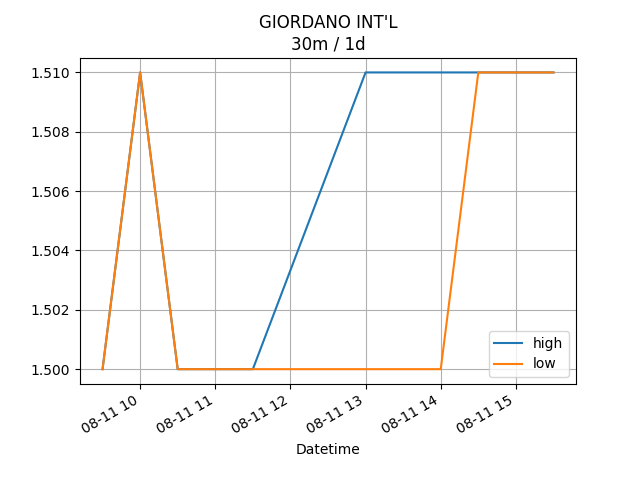 GIORDANO INT'L
30m / 1d
1.510
1.508
1.506
1.504
1.502
1.500
high
low
08-11 10
08-11 11
08-11 12
08-11 13
08-11 14
08-11 15
Datetime